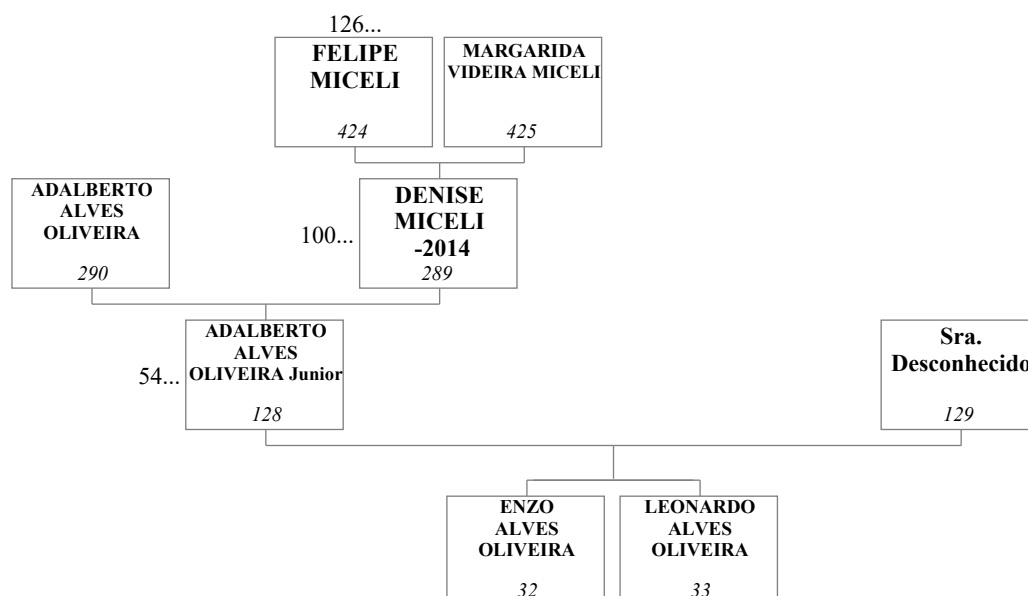 126...
FELIPE
MICELI
424
MARGARIDA
VIDEIRA MICELI
425
ADALBERTO
ALVES
OLIVEIRA
290
100...
DENISE
MICELI
-2014
289
54...
ADALBERTO
ALVES
OLIVEIRA Junior
128
Sra.
Desconhecido
129
ENZO
ALVES
OLIVEIRA
32
LEONARDO
ALVES
OLIVEIRA
33